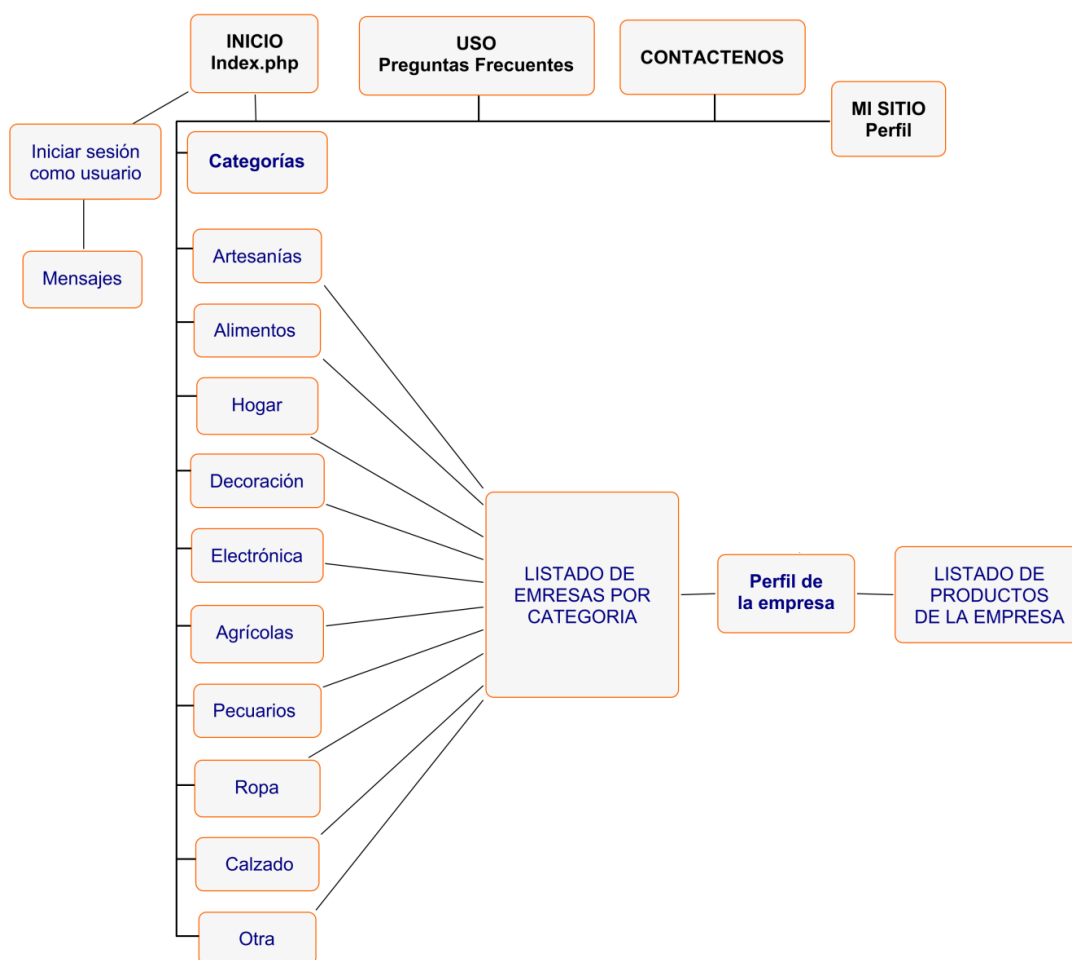 INICIO
Index.php
USO
Preguntas Frecuentes
CONTACTENOS
MI SITIO
Perfil
Iniciar sesión
como usuario
Mensajes
Categorías
Artesanías
Alimentos
Hogar
Decoración
Electrónica
Agrícolas
Pecuarios
Ropa
Calzado
Otra
LISTADO DE
EMRESAS POR
CATEGORIA
Perfil de
la empresa
LISTADO DE
PRODUCTOS
DE LA EMPRESA